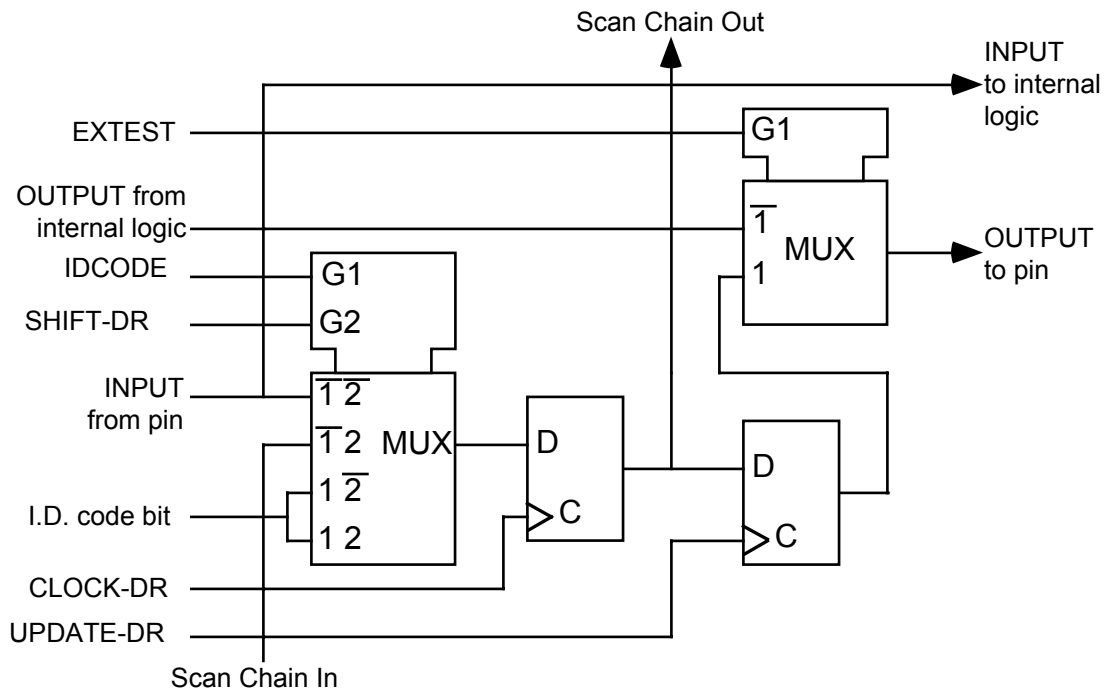 Scan Chain Out
INPUT
to internal
logic
EXTEST
G1
OUTPUT from
internal logic
1̅
MUX
OUTPUT
to pin
1
IDCODE
G1
SHIFT-DR
G2
INPUT
from pin
1̅ 2̅
1̅ 2
MUX
D
1 2̅
D
I.D. code bit
C
1 2
C
CLOCK-DR
UPDATE-DR
Scan Chain In